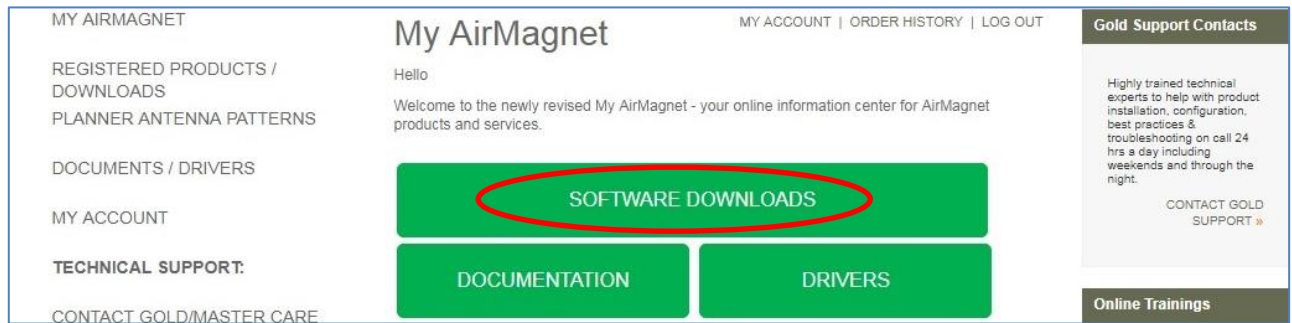 MY AIRMAGNET
REGISTERED PRODUCTS /
DOWNLOADS
PLANNER ANTENNA PATTERNS
DOCUMENTS / DRIVERS
MY ACCOUNT
TECHNICAL SUPPORT:
CONTACT GOLD/MASTER CARE
My AirMagnet
MY ACCOUNT | ORDER HISTORY | LOG OUT
Hello
Welcome to the newly revised My AirMagnet - your online information center for AirMagnet
products and services.
SOFTWARE DOWNLOADS
DOCUMENTATION
DRIVERS
Gold Support Contacts
Highly trained technical
experts to help with product
installation, configuration,
best practices &
troubleshooting on call 24
hrs a day including
weekends and through the
night.
CONTACT GOLD
SUPPORT »
Online Trainings